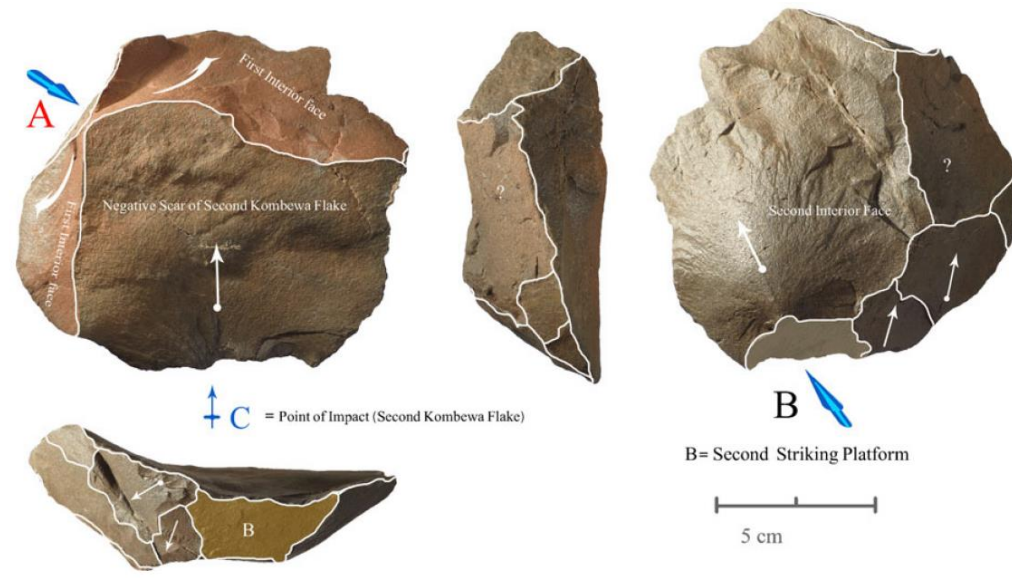 A
First Interior face
First Interior face
Negative Scar of Second Kombewa Flake
?
Second Interior Face
?
C = Point of Impact (Second Kombewa Flake)
B
B= Second Striking Platform
B
5 cm